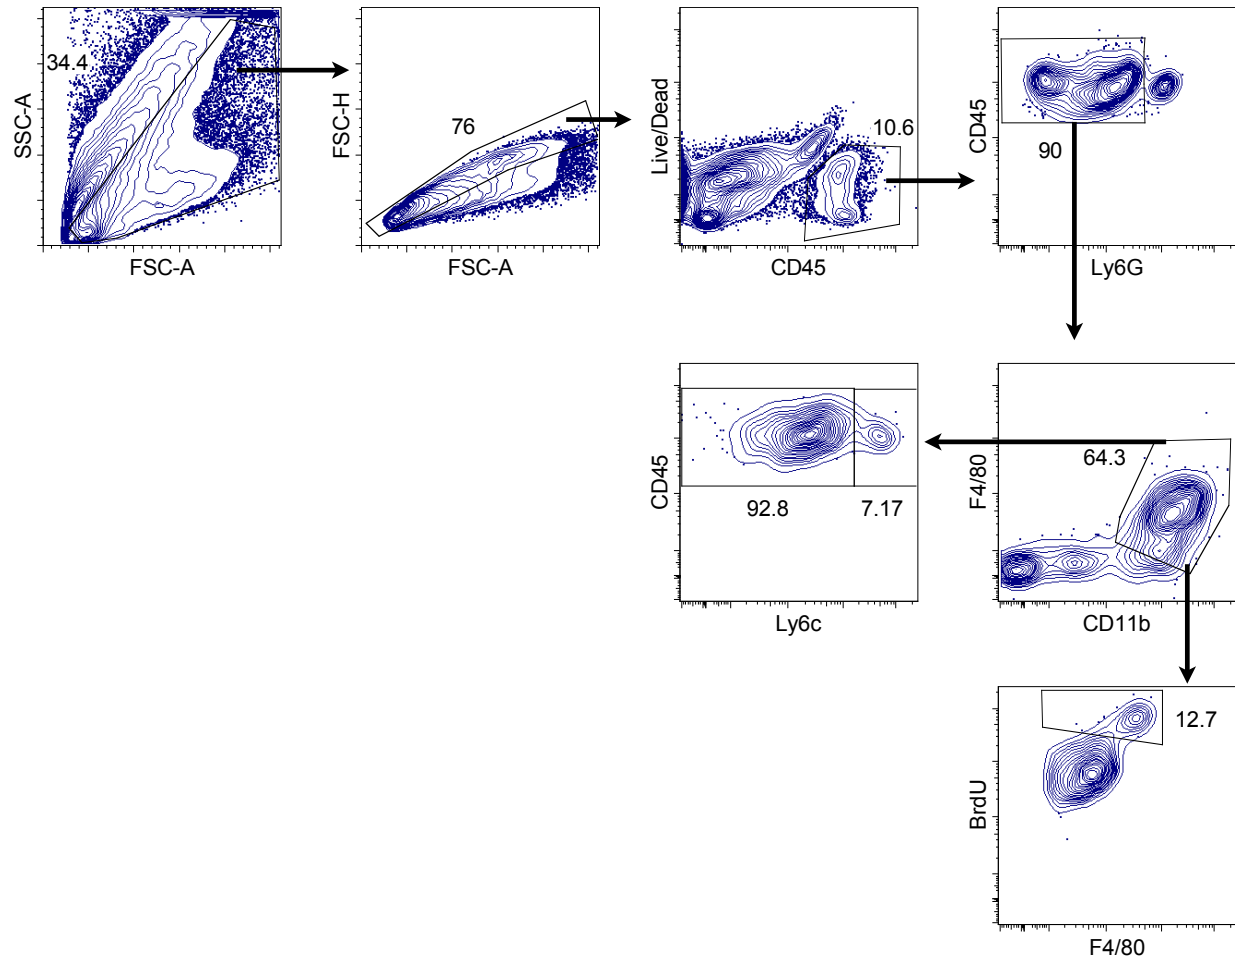 34.4
SSC-A
FSC-A
76
FSC-H
FSC-A
10.6
Live/Dead
CD45
90
CD45
Ly6G
92.8
7.17
CD45
Ly6c
64.3
F4/80
CD11b
12.7
BrdU
F4/80